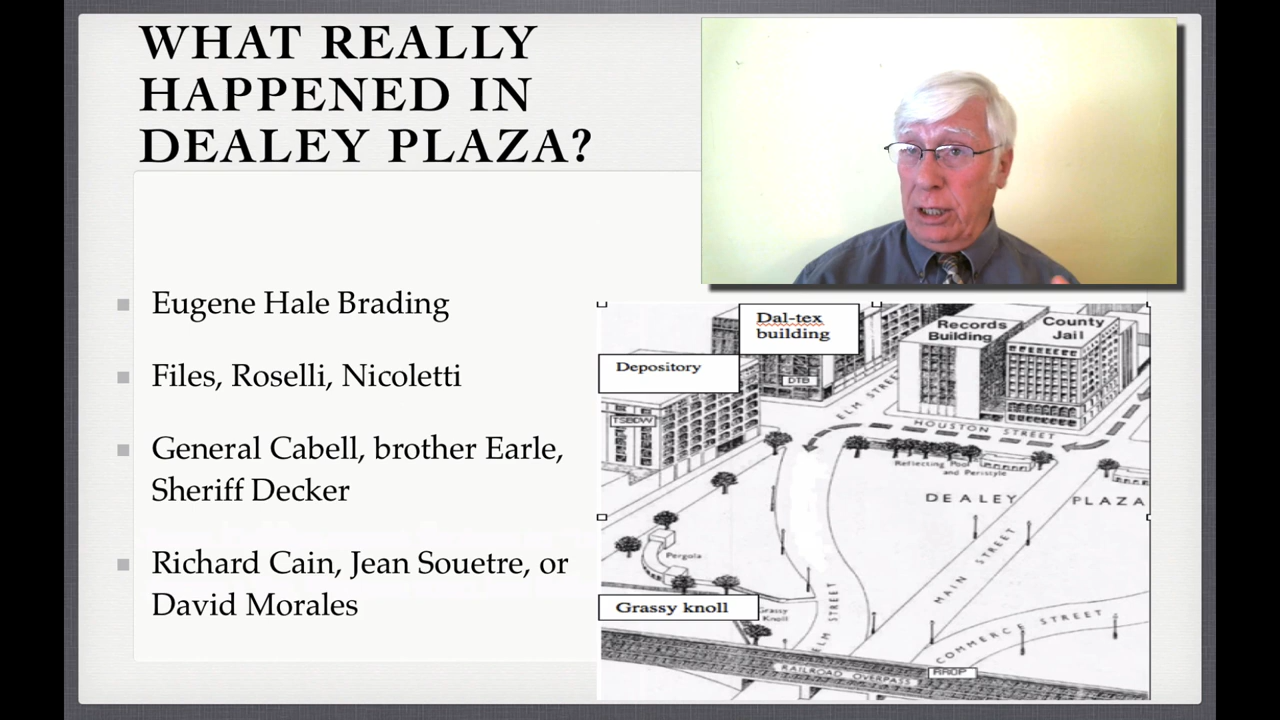 WHAT REALLY
HAPPENED IN
DEALEY PLAZA?
Eugene Hale Brading
Files, Roselli, Nicoletti
General Cabell, brother Earle,
Sheriff Decker
Richard Cain, Jean Souetre, or
David Morales
Dal-tex
building
Records
Building
County
Jail
Depository
DTB
TSBDW
ELM STREET
HOUSTON STREET
Reflecting Pool
and Peristyle
DEALEY PLAZA
Pergola
MAIN STREET
Grassy knoll
Grassy
Knoll
ELM STREET
COMMERCE STREET
RAILROAD OVERPASS
RROP